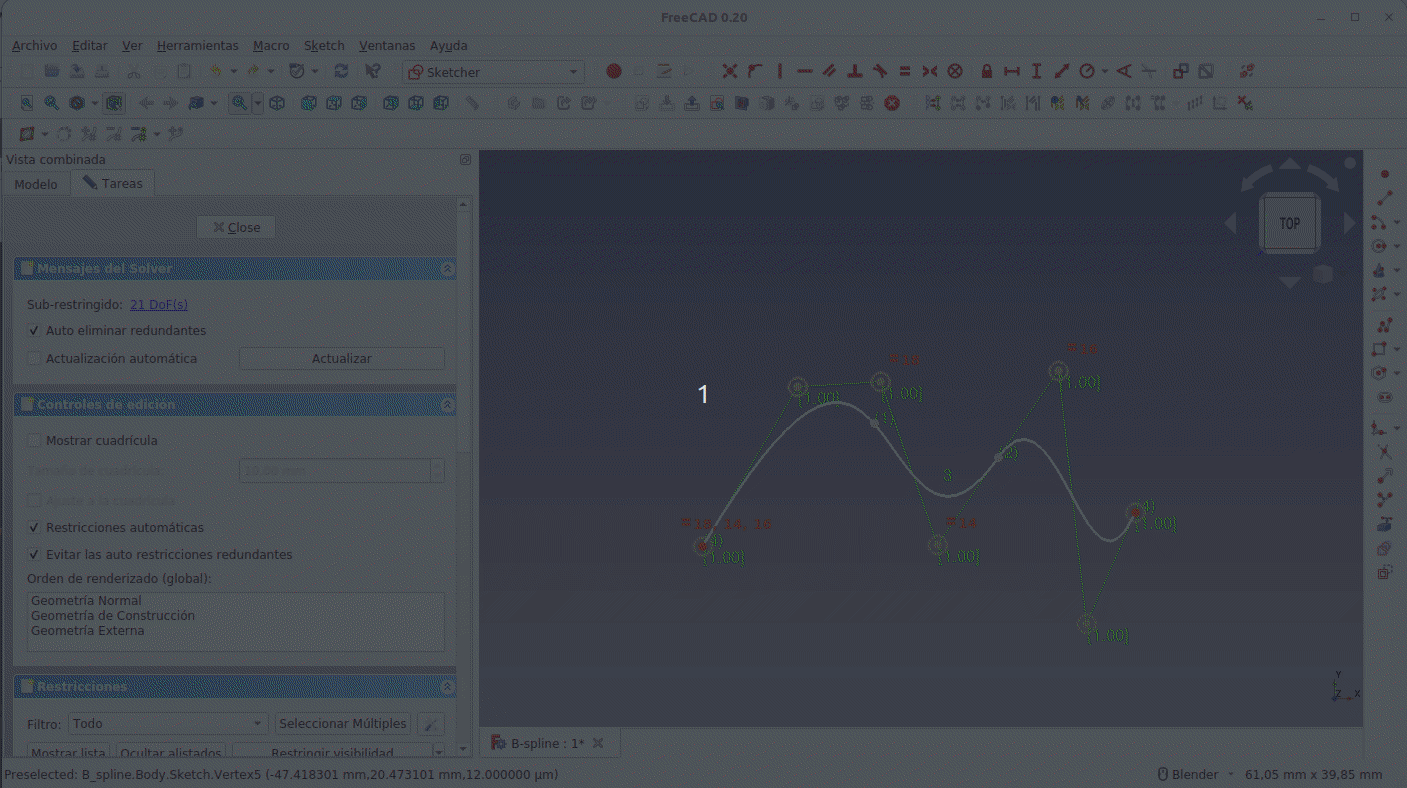 FreeCAD 0.20
Archivo Editar Ver Herramientas Macro Sketch Ventanas Ayuda
Sketcher
Vista combinada
Modelo Tareas
Close
Mensajes del Solver
Sub-restringido: 21 DoF(s)
Auto eliminar redundantes
Actualización automática Actualizar
Controles de edición
Mostrar cuadrícula
Tamaño de cuadrícula
Ajuste a la cuadrícula
Restricciones automáticas
Evitar las auto restricciones redundantes
Orden de renderizado (global):
Geometría Normal
Geometría de Construcción
Geometría Externa
Restricciones
Filtro: Todo Seleccionar Múltiples
Mostrar lista Ocultar alistados Restringir visibilidad
TOP
1
[1.00]
[1.00]
[1.00]
3
[1.00]
[1.00]
[1.00]
[1.00]
Y
Z X
B-spline : 1*
Preselected: B_spline.Body.Sketch.Vertex5 (-47.418301 mm,20.473101 mm,12.000000 μm)
Blender 61,05 mm x 39,85 mm